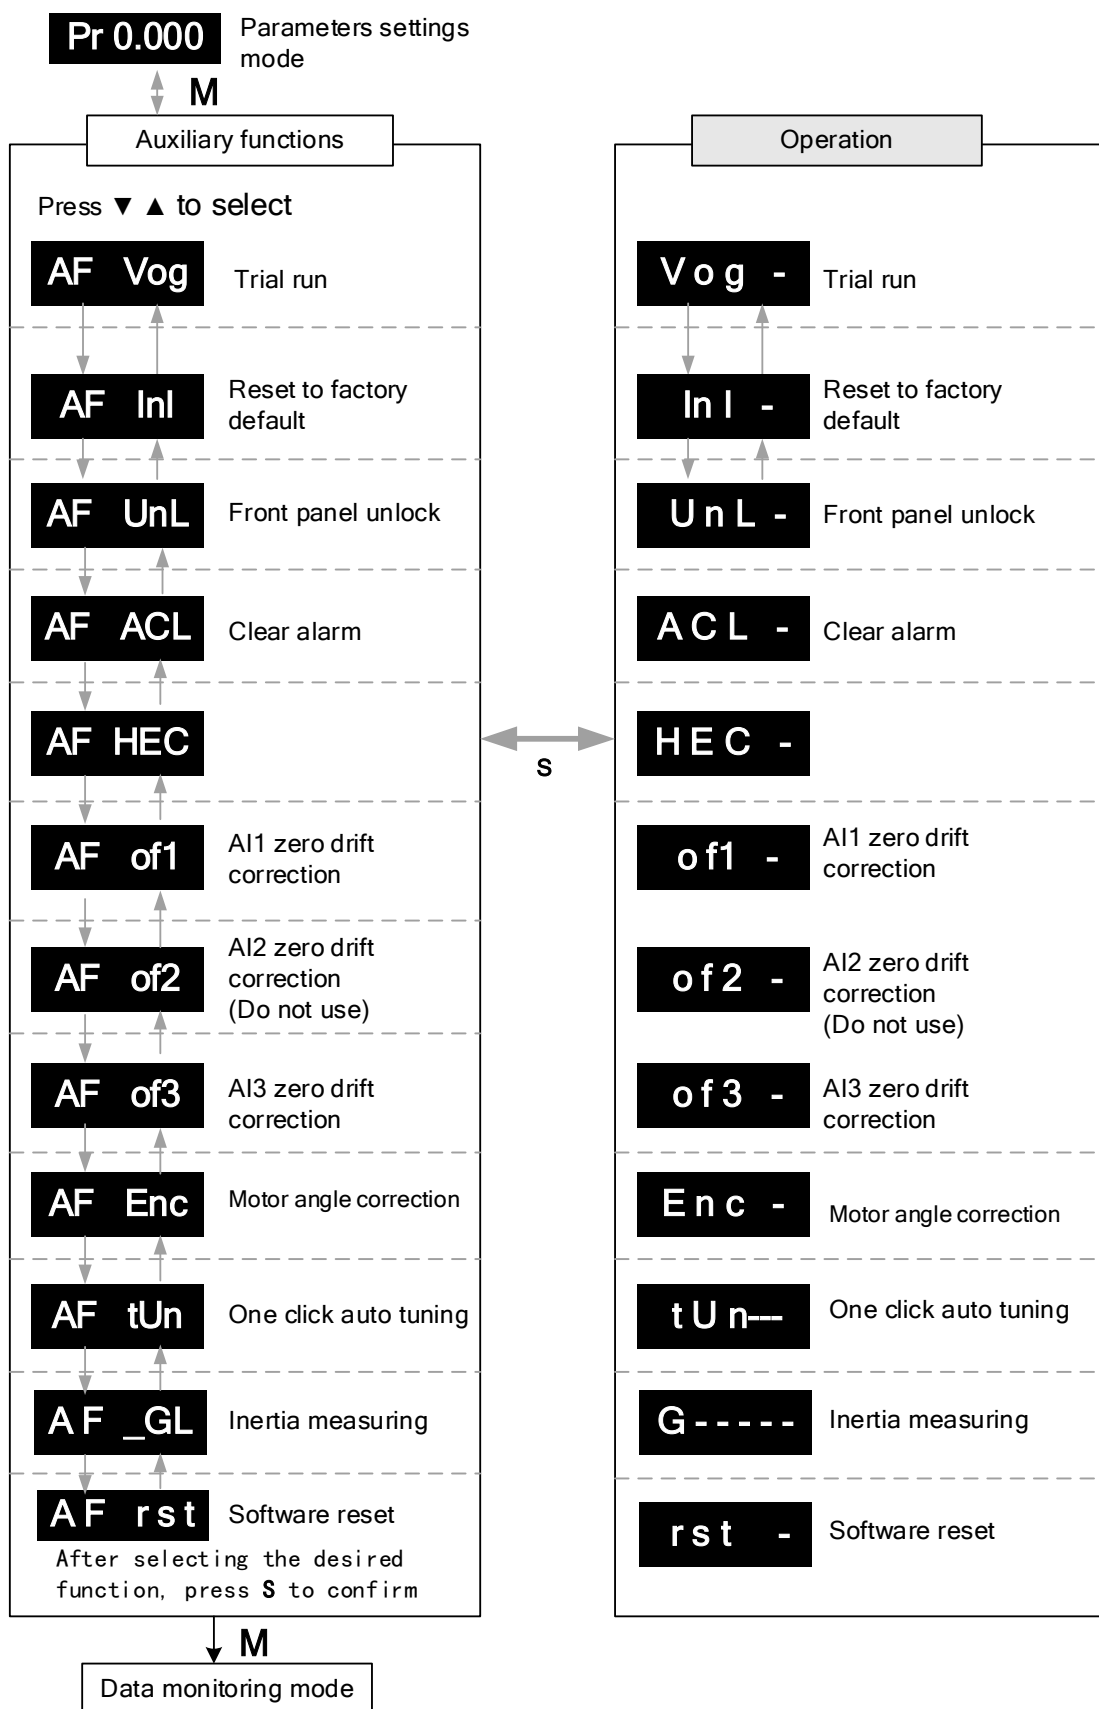 Pr 0.000
Parameters settings
mode
M
Auxiliary functions
Press ▼ ▲ to select
AF Vog
Trial run
AF InI
Reset to factory
default
AF UnL
Front panel unlock
AF ACL
Clear alarm
AF HEC
AF of1
AI1 zero drift
correction
AF of2
AI2 zero drift
correction
(Do not use)
AF of3
AI3 zero drift
correction
AF Enc
Motor angle correction
AF tUn
One click auto tuning
AF _GL
Inertia measuring
AF rst
Software reset
After selecting the desired
function, press S to confirm
M
Data monitoring mode
s
Operation
Vog -
Trial run
InI -
Reset to factory
default
UnL -
Front panel unlock
ACL -
Clear alarm
HEC -
of1 -
AI1 zero drift
correction
of2 -
AI2 zero drift
correction
(Do not use)
of3 -
AI3 zero drift
correction
Enc -
Motor angle correction
tUn---
One click auto tuning
G-----
Inertia measuring
rst -
Software reset